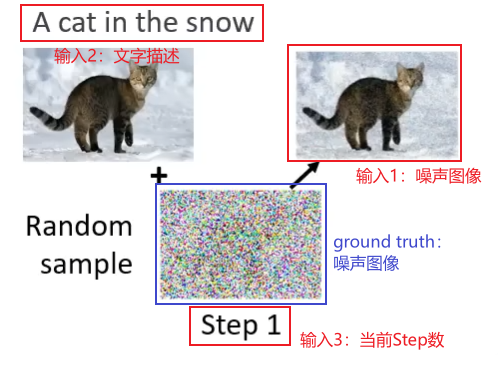 A cat in the snow
输入2：文字描述
输入1：噪声图像
Random
sample
ground truth：
噪声图像
Step 1
输入3：当前Step数